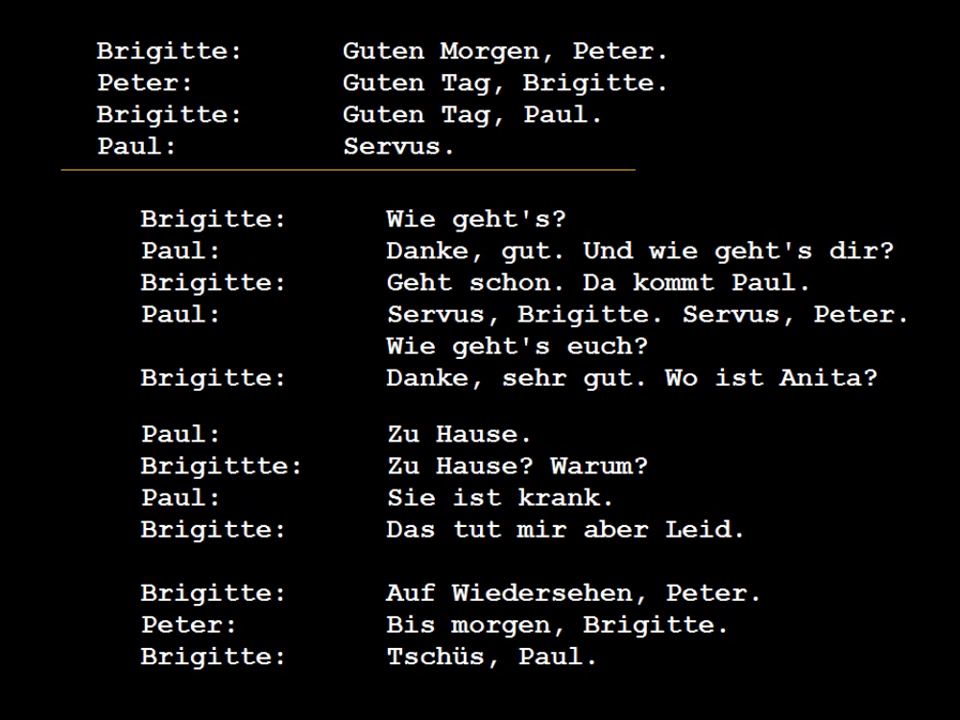 Brigitte: Guten Morgen, Peter.
Peter: Guten Tag, Brigitte.
Brigitte: Guten Tag, Paul.
Paul: Servus.
Brigitte: Wie geht's?
Paul: Danke, gut. Und wie geht's dir?
Brigitte: Geht schon. Da kommt Paul.
Paul: Servus, Brigitte. Servus, Peter.
Wie geht's euch?
Brigitte: Danke, sehr gut. Wo ist Anita?
Paul: Zu Hause.
Brigittte: Zu Hause? Warum?
Paul: Sie ist krank.
Brigitte: Das tut mir aber Leid.
Brigitte: Auf Wiedersehen, Peter.
Peter: Bis morgen, Brigitte.
Brigitte: Tschüs, Paul.